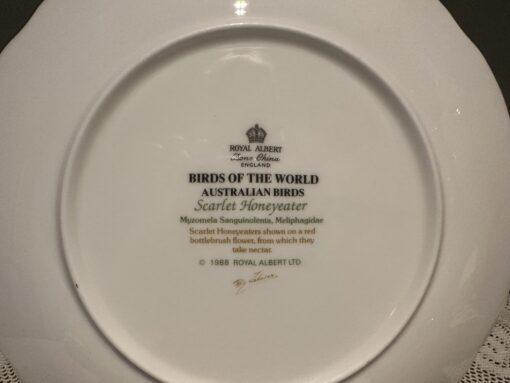 ROYAL ALBERT
Bone China
ENGLAND
BIRDS OF THE WORLD
AUSTRALIAN BIRDS
Scarlet Honeyeater
Myzomela Sanguinolenta, Meliphagidae
Scarlet Honeyeaters shown on a red
bottlebrush flower, from which they
take nectar.
© 1988 ROYAL ALBERT LTD.